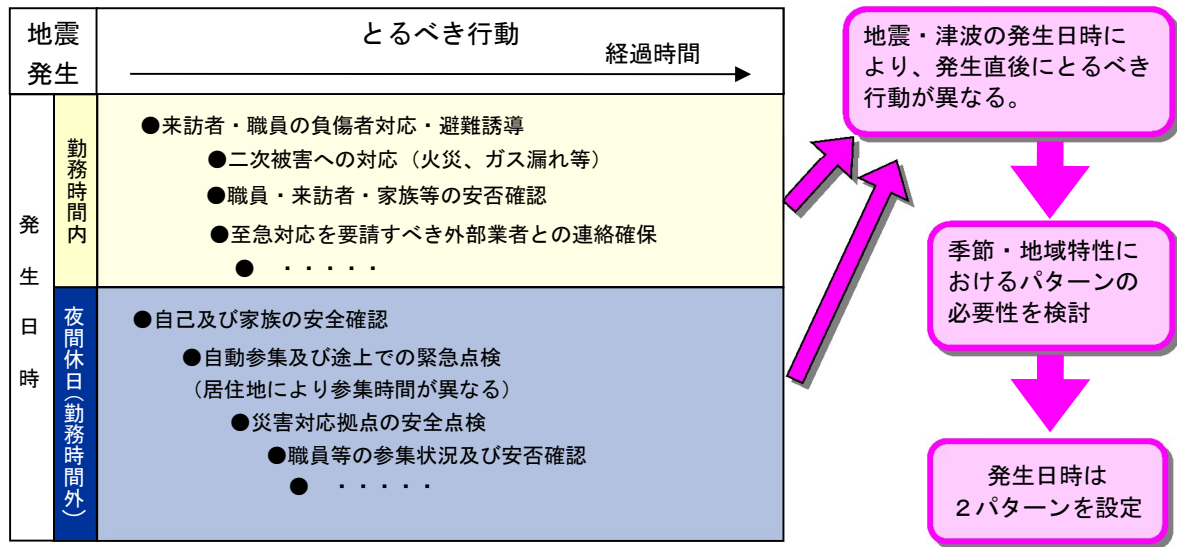 地震
発生
とるべき行動
経過時間
発生日時
勤務時間内
●来訪者・職員の負傷者対応・避難誘導
●二次被害への対応（火災、ガス漏れ等）
●職員・来訪者・家族等の安否確認
●至急対応を要請すべき外部業者との連絡確保
●　・・・・・
夜間休日（勤務時間外）
●自己及び家族の安全確認
●自動参集及び途上での緊急点検
（居住地により参集時間が異なる）
●災害対応拠点の安全点検
●職員等の参集状況及び安否確認
●　・・・・・
地震・津波の発生日時に
より、発生直後にとるべき
行動が異なる。
季節・地域特性に
おけるパターンの
必要性を検討
発生日時は
２パターンを設定